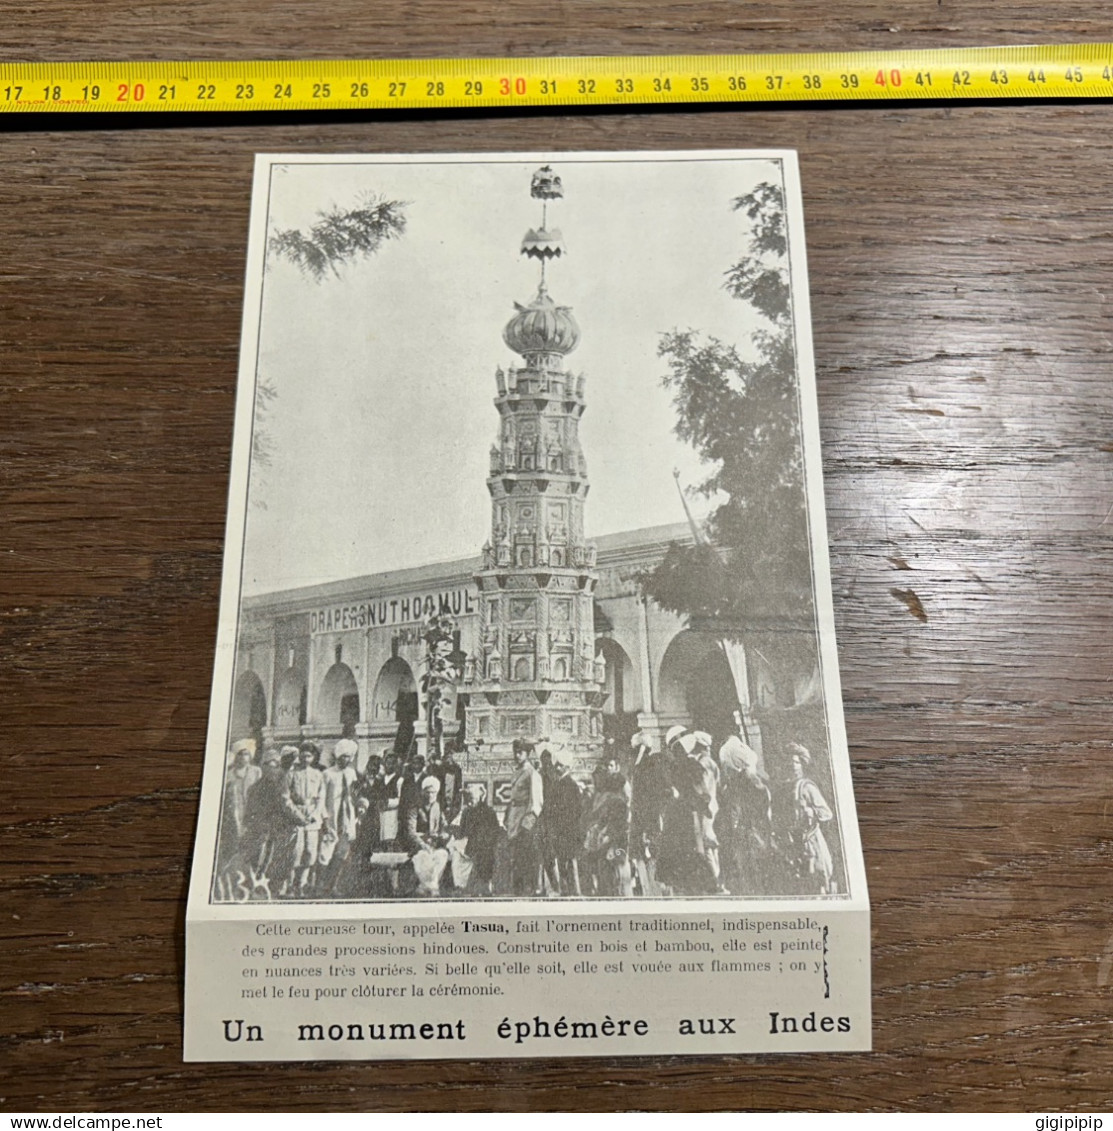 17 18 19 20 21 22 23 24 25 26 27 28 29 30 31 32 33 34 35 36 37 38 39 40 41 42 43 44 45
NYLON COATED
DRAPERS NUTHOOMUL
Cette curieuse tour, appelée Tasua, fait l'ornement traditionnel, indispensable,
des grandes processions hindoues. Construite en bois et bambou, elle est peinte
en nuances très variées. Si belle qu'elle soit, elle est vouée aux flammes ; on y
met le feu pour clôturer la cérémonie.
Un monument éphémère aux Indes
gigipipip